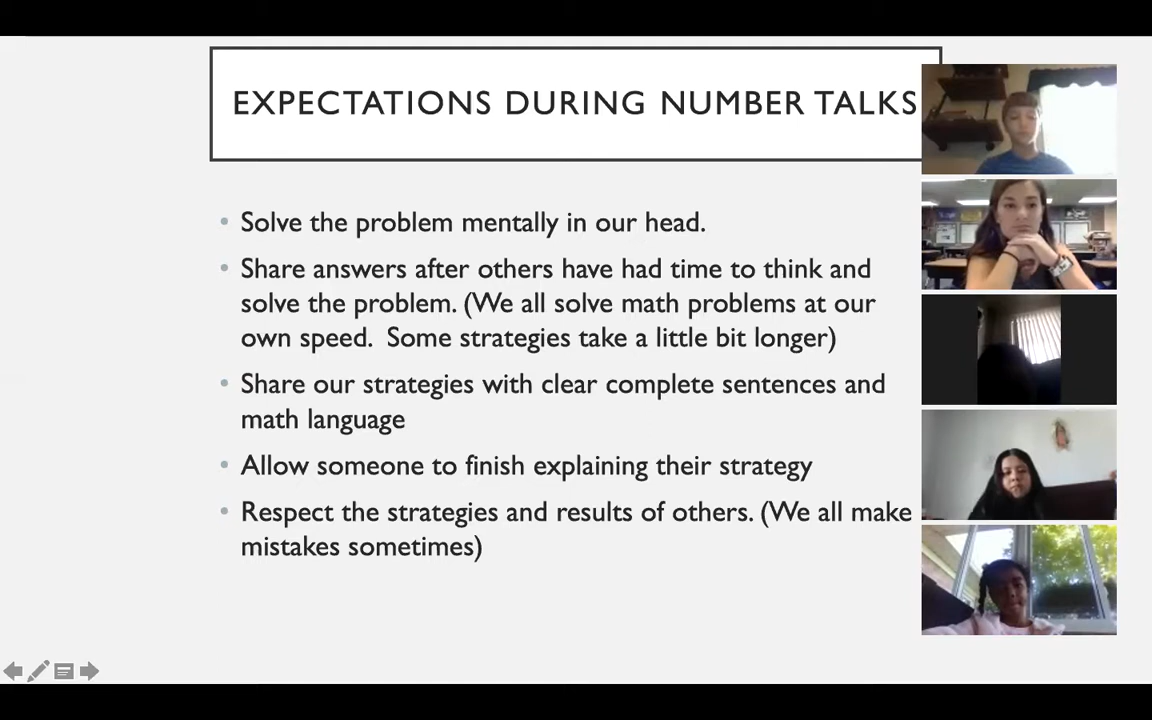 EXPECTATIONS DURING NUMBER TALKS
• Solve the problem mentally in our head.
• Share answers after others have had time to think and
solve the problem. (We all solve math problems at our
own speed.  Some strategies take a little bit longer)
• Share our strategies with clear complete sentences and
math language
• Allow someone to finish explaining their strategy
• Respect the strategies and results of others. (We all make
mistakes sometimes)